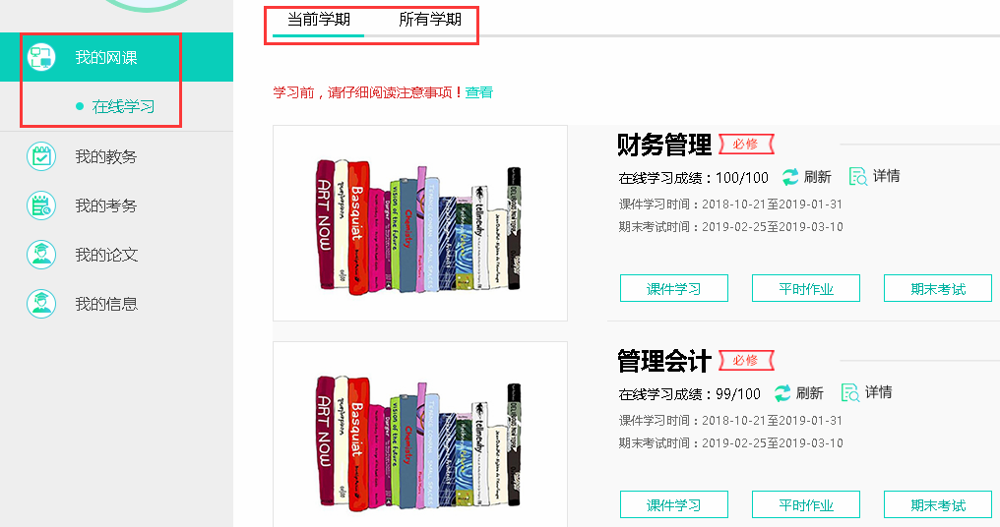 我的网课
在线学习
我的教务
我的考务
我的论文
我的信息
当前学期 所有学期
学习前，请仔细阅读注意事项！查看
ART NOW
Basquiat
vision of the future
Chemistry
财务管理 必修
在线学习成绩：100/100 刷新 详情
课件学习时间：2018-10-21至2019-01-31
期末考试时间：2019-02-25至2019-03-10
课件学习 平时作业 期末考试
ART NOW
Basquiat
vision of the future
Chemistry
管理会计 必修
在线学习成绩：99/100 刷新 详情
课件学习时间：2018-10-21至2019-01-31
期末考试时间：2019-02-25至2019-03-10
课件学习 平时作业 期末考试